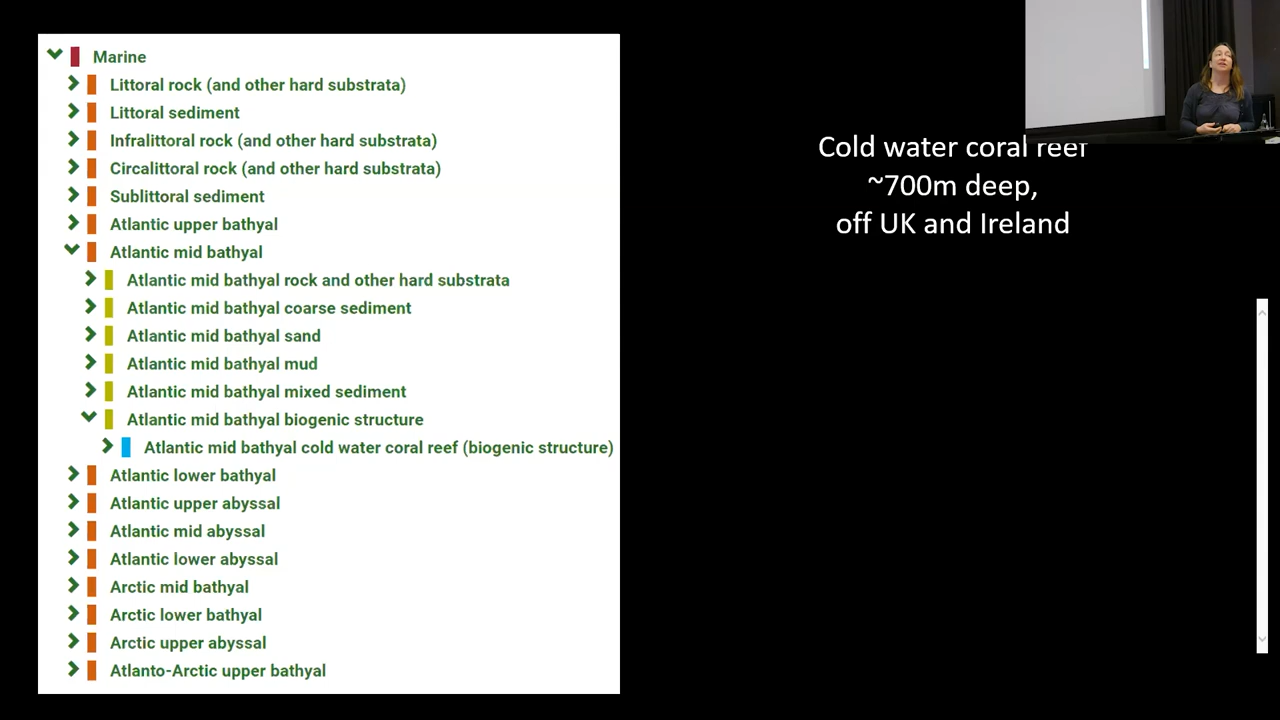 Marine
Littoral rock (and other hard substrata)
Littoral sediment
Infralittoral rock (and other hard substrata)
Circalittoral rock (and other hard substrata)
Sublittoral sediment
Atlantic upper bathyal
Atlantic mid bathyal
Atlantic mid bathyal rock and other hard substrata
Atlantic mid bathyal coarse sediment
Atlantic mid bathyal sand
Atlantic mid bathyal mud
Atlantic mid bathyal mixed sediment
Atlantic mid bathyal biogenic structure
Atlantic mid bathyal cold water coral reef (biogenic structure)
Atlantic lower bathyal
Atlantic upper abyssal
Atlantic mid abyssal
Atlantic lower abyssal
Arctic mid bathyal
Arctic lower bathyal
Arctic upper abyssal
Atlanto-Arctic upper bathyal
Cold water coral reef
~700m deep,
off UK and Ireland